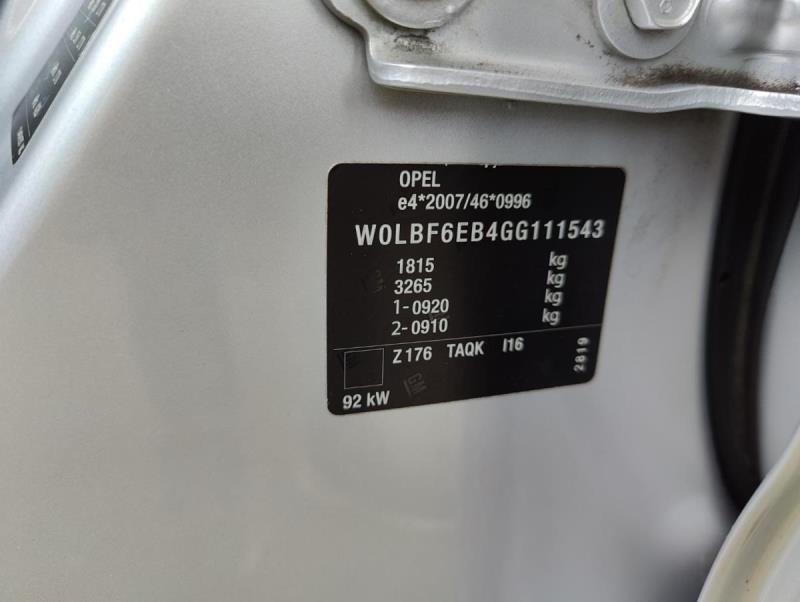 OPEL
e4*2007/46*0996
W0LBF6EB4GG111543
1815 kg
3265 kg
1-0920 kg
2-0910 kg
Z176 TAQK I16
2819
92 kW
GM